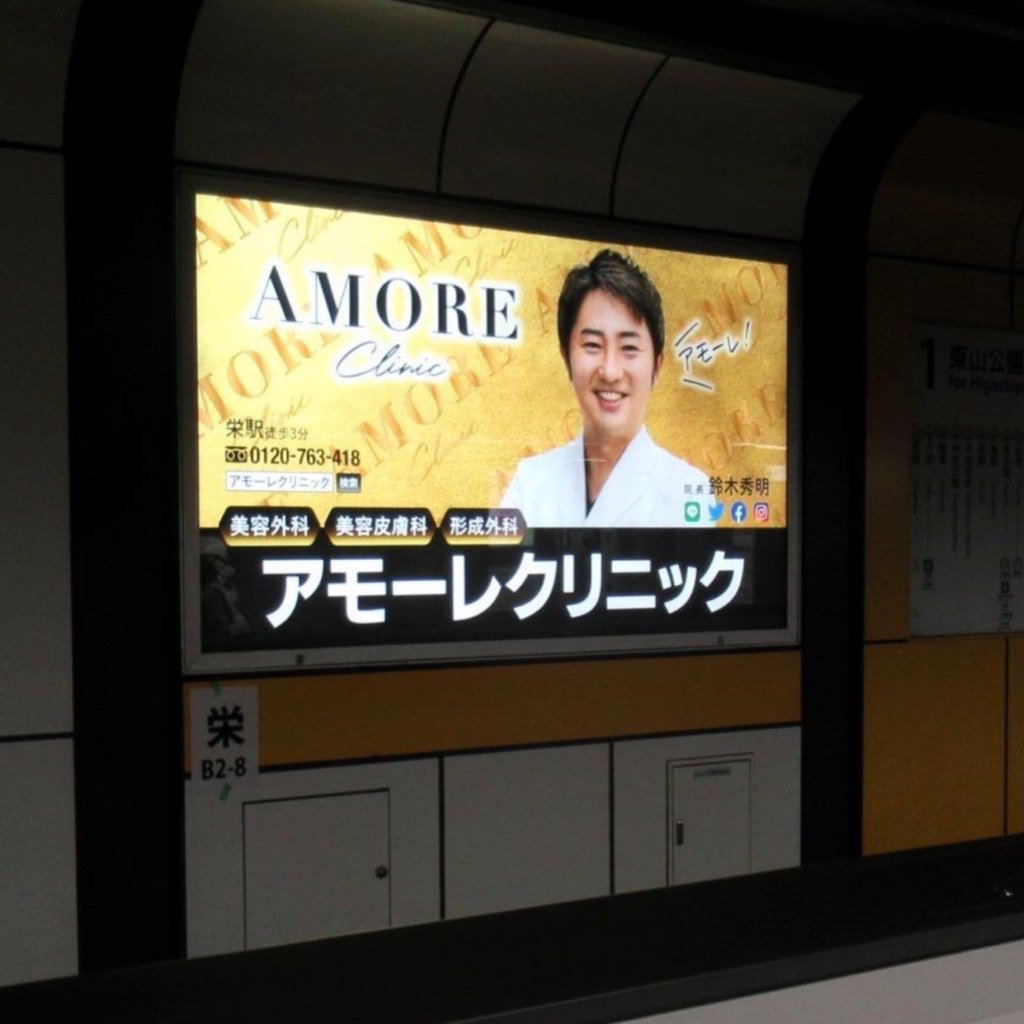 AMORE
Clinic
アモーレ!
栄駅徒歩3分
0120-763-418
アモーレクリニック 検索
院長 鈴木秀明
美容外科 美容皮膚科 形成外科
アモーレクリニック
栄
B2-8
1 東山公園
for Higashiy